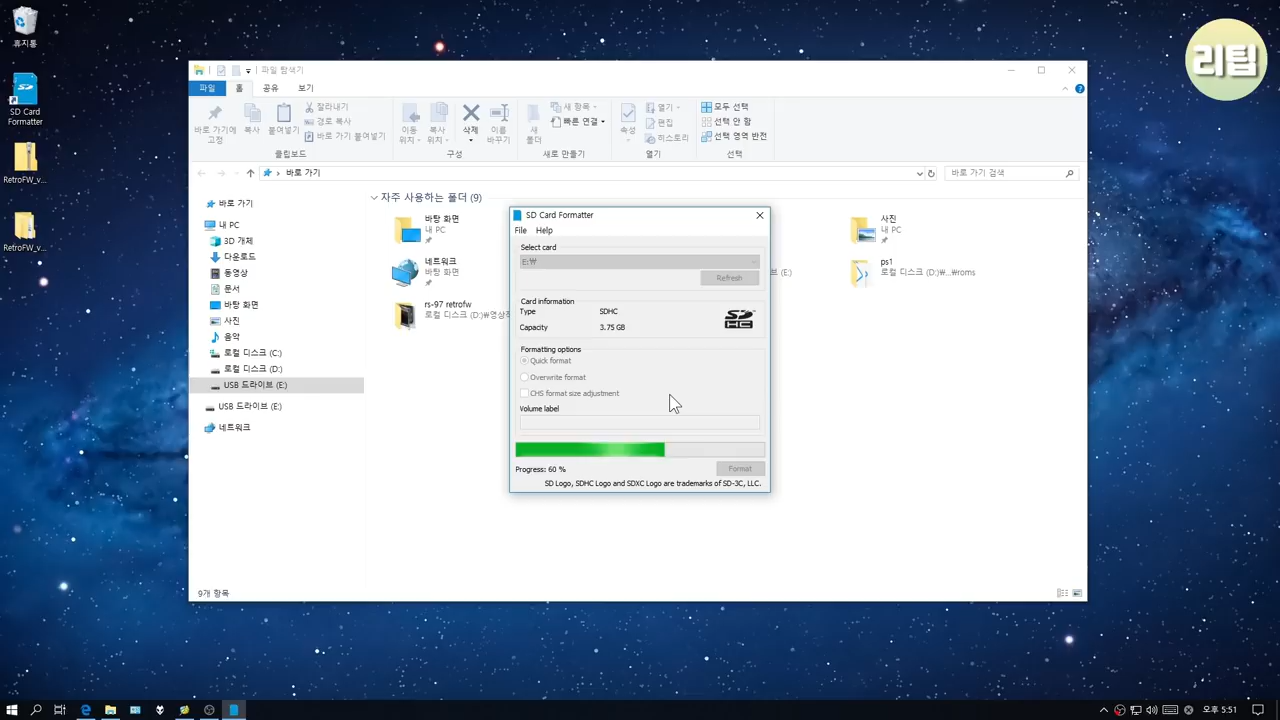 휴지통
SD Card
Formatter
RetroFW_v...
RetroFW_v...
리팁
파일 탐색기
파일
홈
공유
보기
바로 가기에
고정
복사
붙여넣기
잘라내기
경로 복사
바로 가기 붙여넣기
클립보드
이동
위치
복사
위치
삭제
이름
바꾸기
구성
새
폴더
새 항목
빠른 연결
새로 만들기
속성
열기
편집
히스토리
열기
모두 선택
선택 안 함
선택 영역 반전
선택
바로 가기
바로 가기 검색
바로 가기
내 PC
3D 개체
다운로드
동영상
문서
바탕 화면
사진
음악
로컬 디스크 (C:)
로컬 디스크 (D:)
USB 드라이브 (E:)
USB 드라이브 (E:)
네트워크
자주 사용하는 폴더 (9)
바탕 화면
내 PC
네트워크
바탕 화면
rs-97 retrofw
로컬 디스크 (D:)₩영상
사진
내 PC
(E:)
ps1
로컬 디스크 (D:)₩...₩roms
SD Card Formatter
File Help
Select card
E:₩
Refresh
Card information
Type SDHC
Capacity 3.75 GB
SD HC
Formatting options
Quick format
Overwrite format
CHS format size adjustment
Volume label
Progress: 60 %
Format
SD Logo, SDHC Logo and SDXC Logo are trademarks of SD-3C, LLC.
9개 항목
오후 5:51